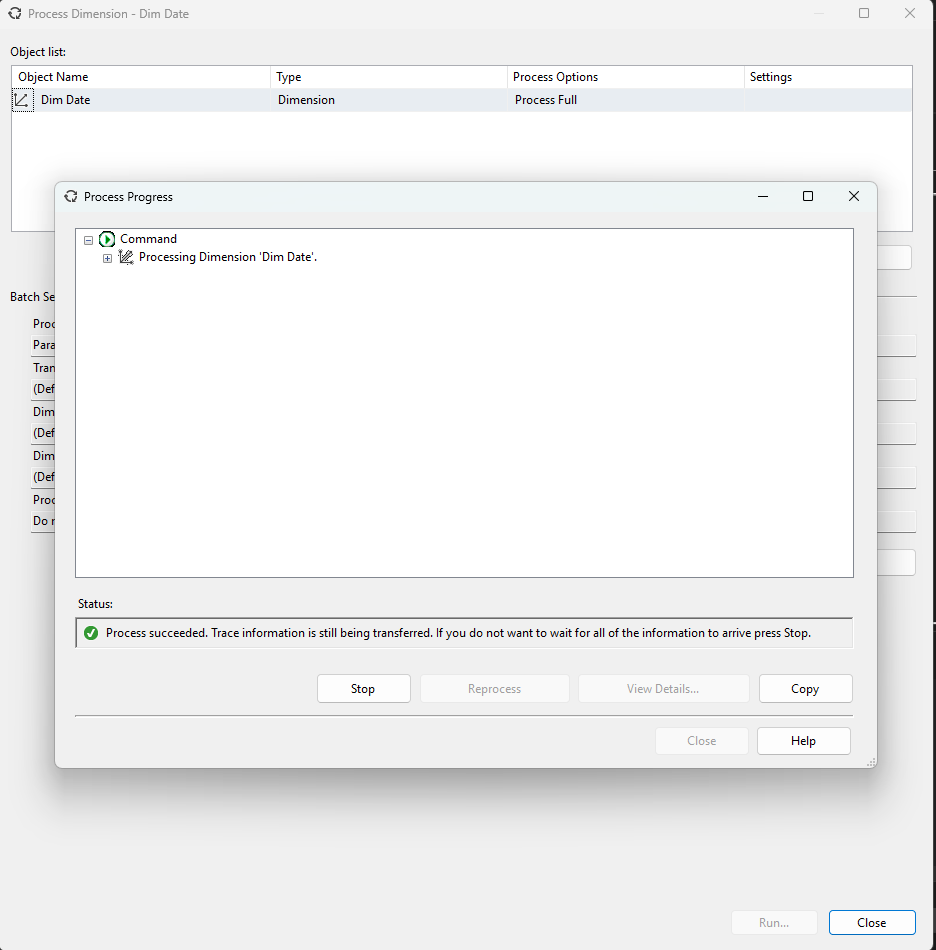 Process Dimension - Dim Date
Object list:
Object Name Type Process Options Settings
Dim Date Dimension Process Full
Process Progress
Command
Processing Dimension 'Dim Date'.
Batch Se
Proc
Para
Tran
(Def
Dim
(Def
Dim
(Def
Proc
Do
Status:
Process succeeded. Trace information is still being transferred. If you do not want to wait for all of the information to arrive press Stop.
Stop Reprocess View Details... Copy
Close Help
Run... Close